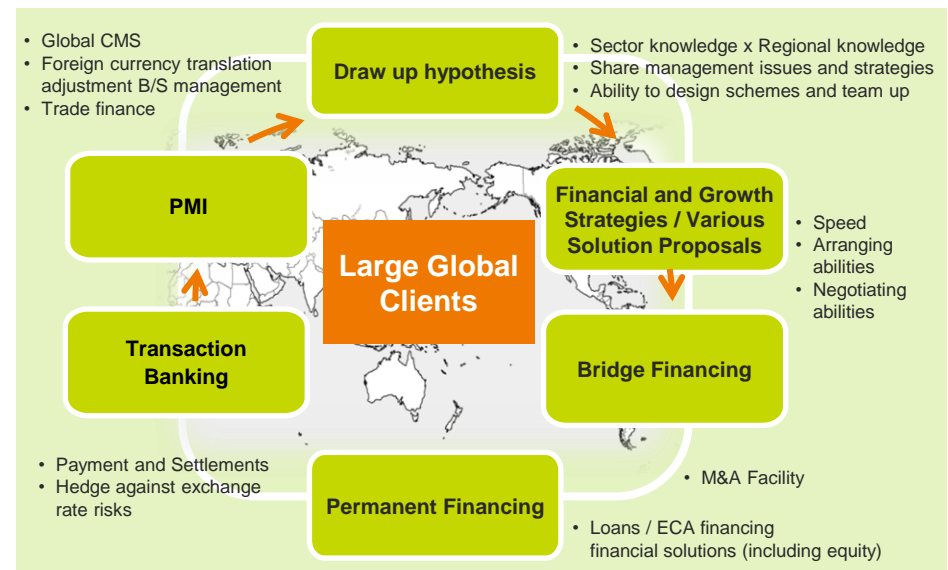 • Global CMS
• Foreign currency translation
adjustment B/S management
• Trade finance
Draw up hypothesis
• Sector knowledge x Regional knowledge
• Share management issues and strategies
• Ability to design schemes and team up
PMI
Financial and Growth
Strategies / Various
Solution Proposals
• Speed
• Arranging
abilities
• Negotiating
abilities
Large Global
Clients
Transaction
Banking
Bridge Financing
• Payment and Settlements
• Hedge against exchange
rate risks
Permanent Financing
• M&A Facility
• Loans / ECA financing
financial solutions (including equity)